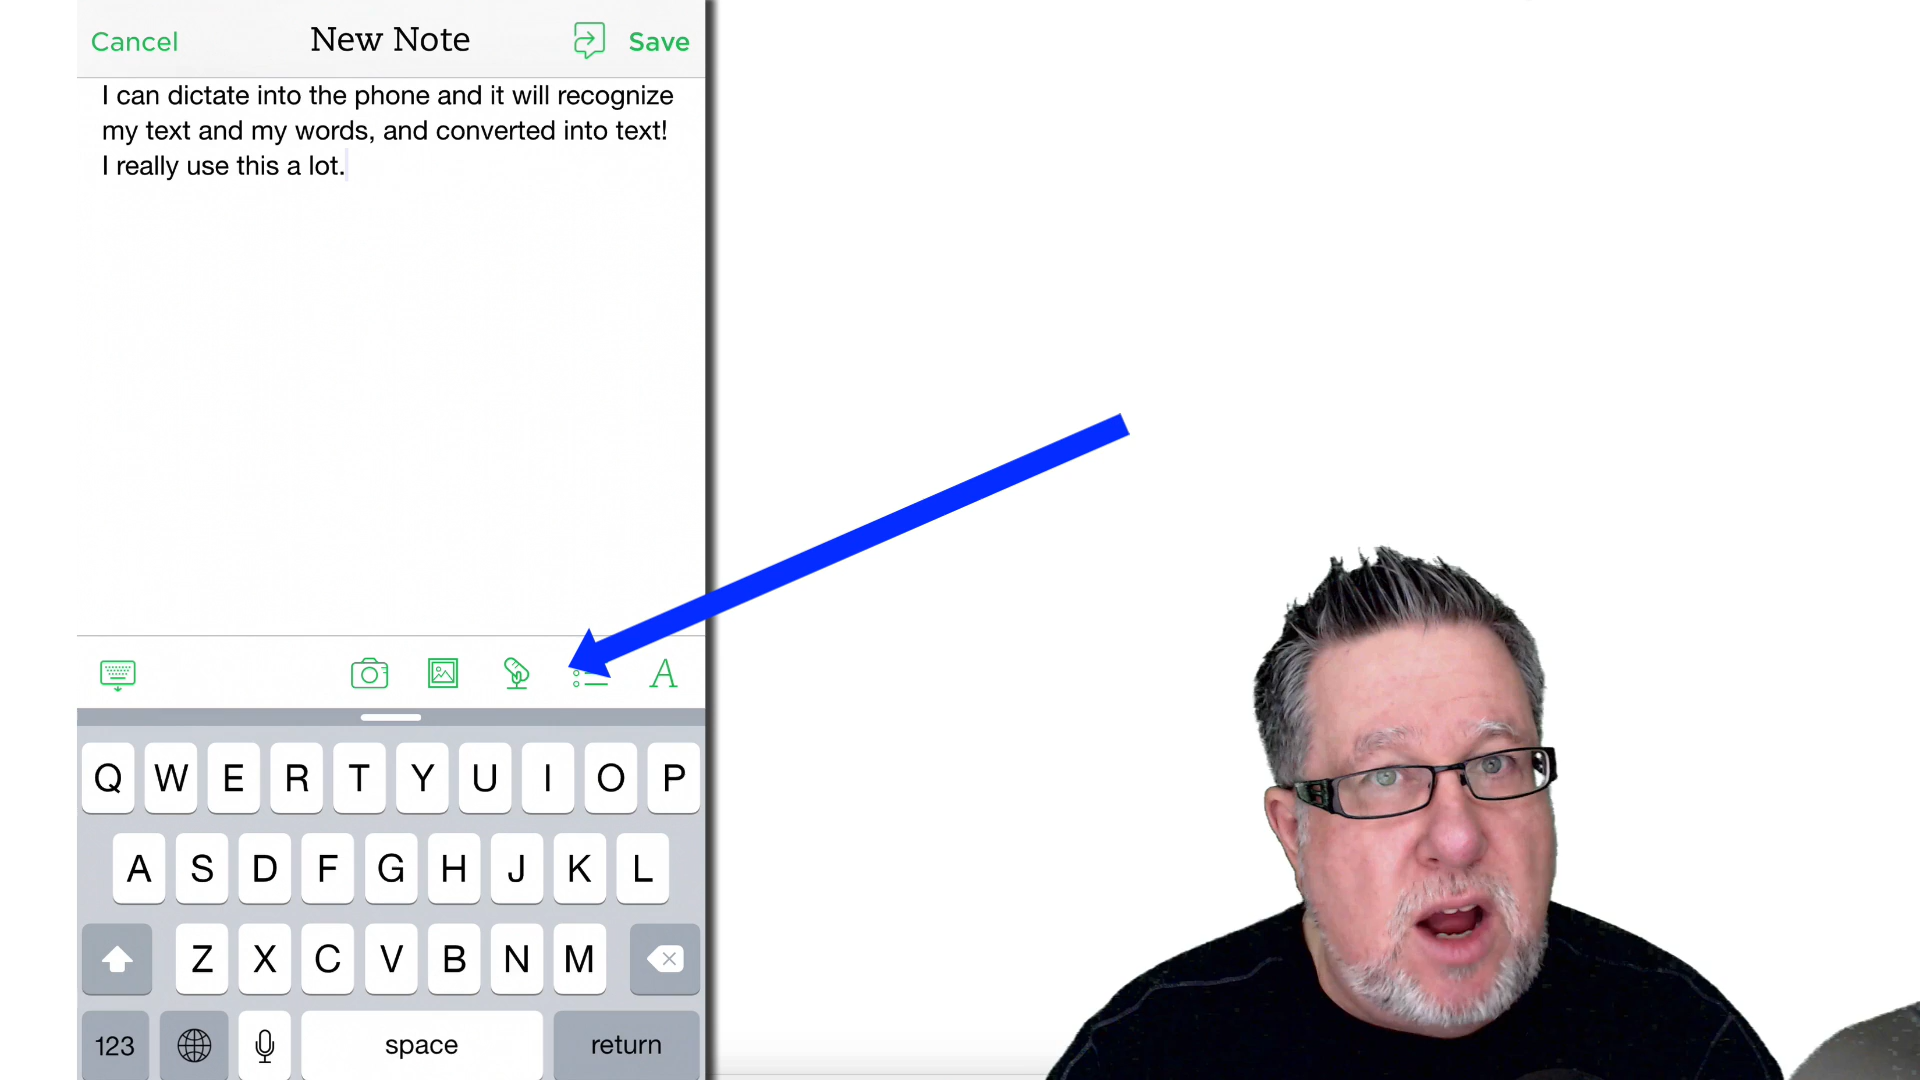 Cancel New Note Save
I can dictate into the phone and it will recognize
my text and my words, and converted into text!
I really use this a lot.
A
Q W E R T Y U I O P
A S D F G H J K L
Z X C V B N M
123 space return